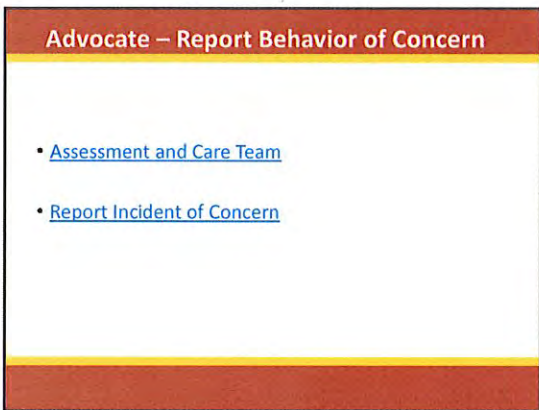 Advocate – Report Behavior of Concern
• Assessment and Care Team
• Report Incident of Concern